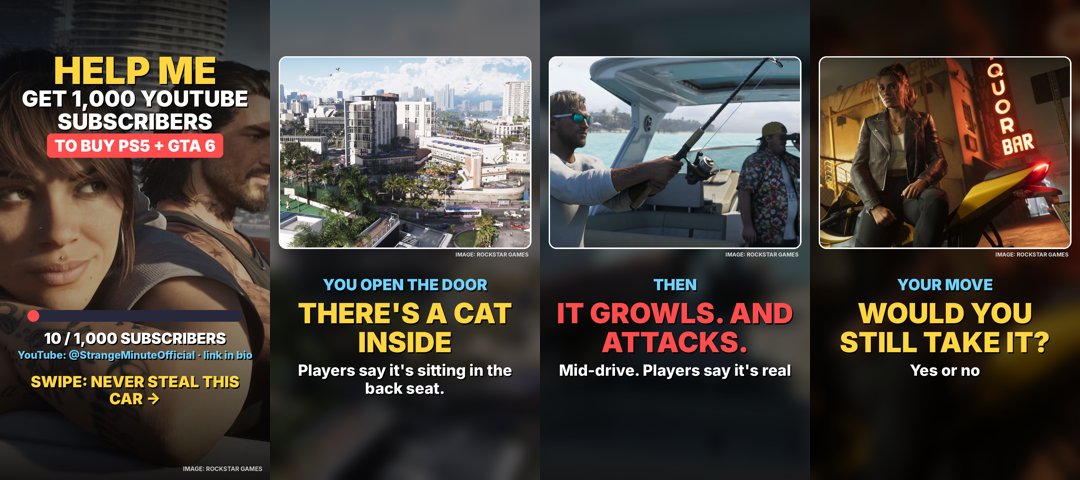 HELP ME
GET 1,000 YOUTUBE
SUBSCRIBERS
TO BUY PS5 + GTA 6
10 / 1,000 SUBSCRIBERS
YouTube: @StrangeMinuteOfficial · link in bio
SWIPE: NEVER STEAL THIS
CAR →
IMAGE: ROCKSTAR GAMES
IMAGE: ROCKSTAR GAMES
YOU OPEN THE DOOR
THERE'S A CAT
INSIDE
Players say it's sitting in the
back seat.
IMAGE: ROCKSTAR GAMES
THEN
IT GROWLS. AND
ATTACKS.
Mid-drive. Players say it's real
QUOR
BAR
IMAGE: ROCKSTAR GAMES
YOUR MOVE
WOULD YOU
STILL TAKE IT?
Yes or no